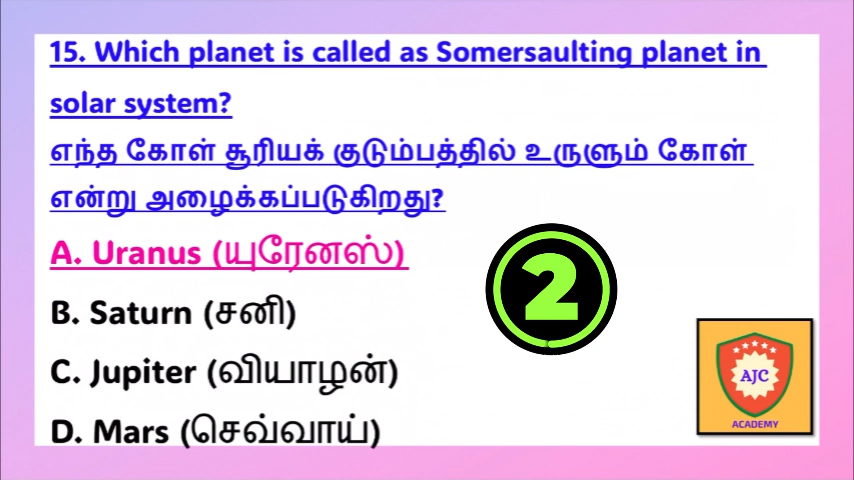 15. Which planet is called as Somersaulting planet in
solar system?
எந்த கோள் சூரியக் குடும்பத்தில் உருளும் கோள்
என்று அழைக்கப்படுகிறது?
A. Uranus (யுரேனஸ்)
B. Saturn (சனி)
C. Jupiter (வியாழன்)
D. Mars (செவ்வாய்)
2
AJC
ACADEMY